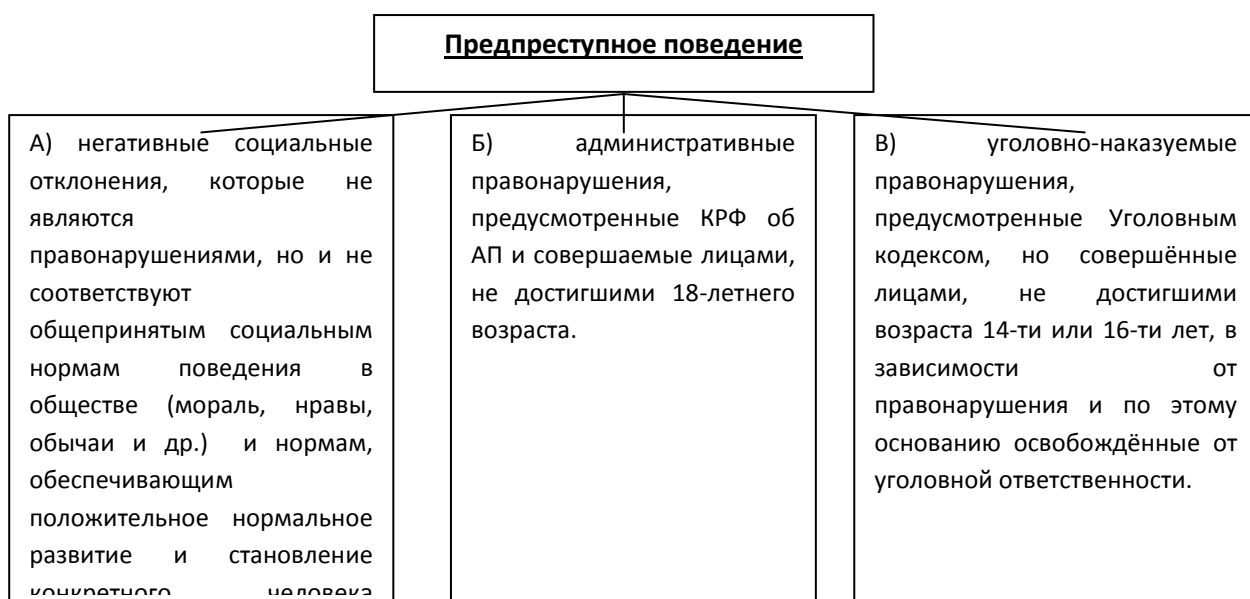 Предпреступное поведение
А) негативные социальные
отклонения, которые не
являются
правонарушениями, но и не
соответствуют
общепринятым социальным
нормам поведения в
обществе (мораль, нравы,
обычаи и др.) и нормам,
обеспечивающим
положительное нормальное
развитие и становление
конкретного человека
Б) административные
правонарушения,
предусмотренные КРФ об
АП и совершаемые лицами,
не достигшими 18-летнего
возраста.
В) уголовно-наказуемые
правонарушения,
предусмотренные Уголовным
кодексом, но совершённые
лицами, не достигшими
возраста 14-ти или 16-ти лет, в
зависимости от
правонарушения и по этому
основанию освобождённые от
уголовной ответственности.